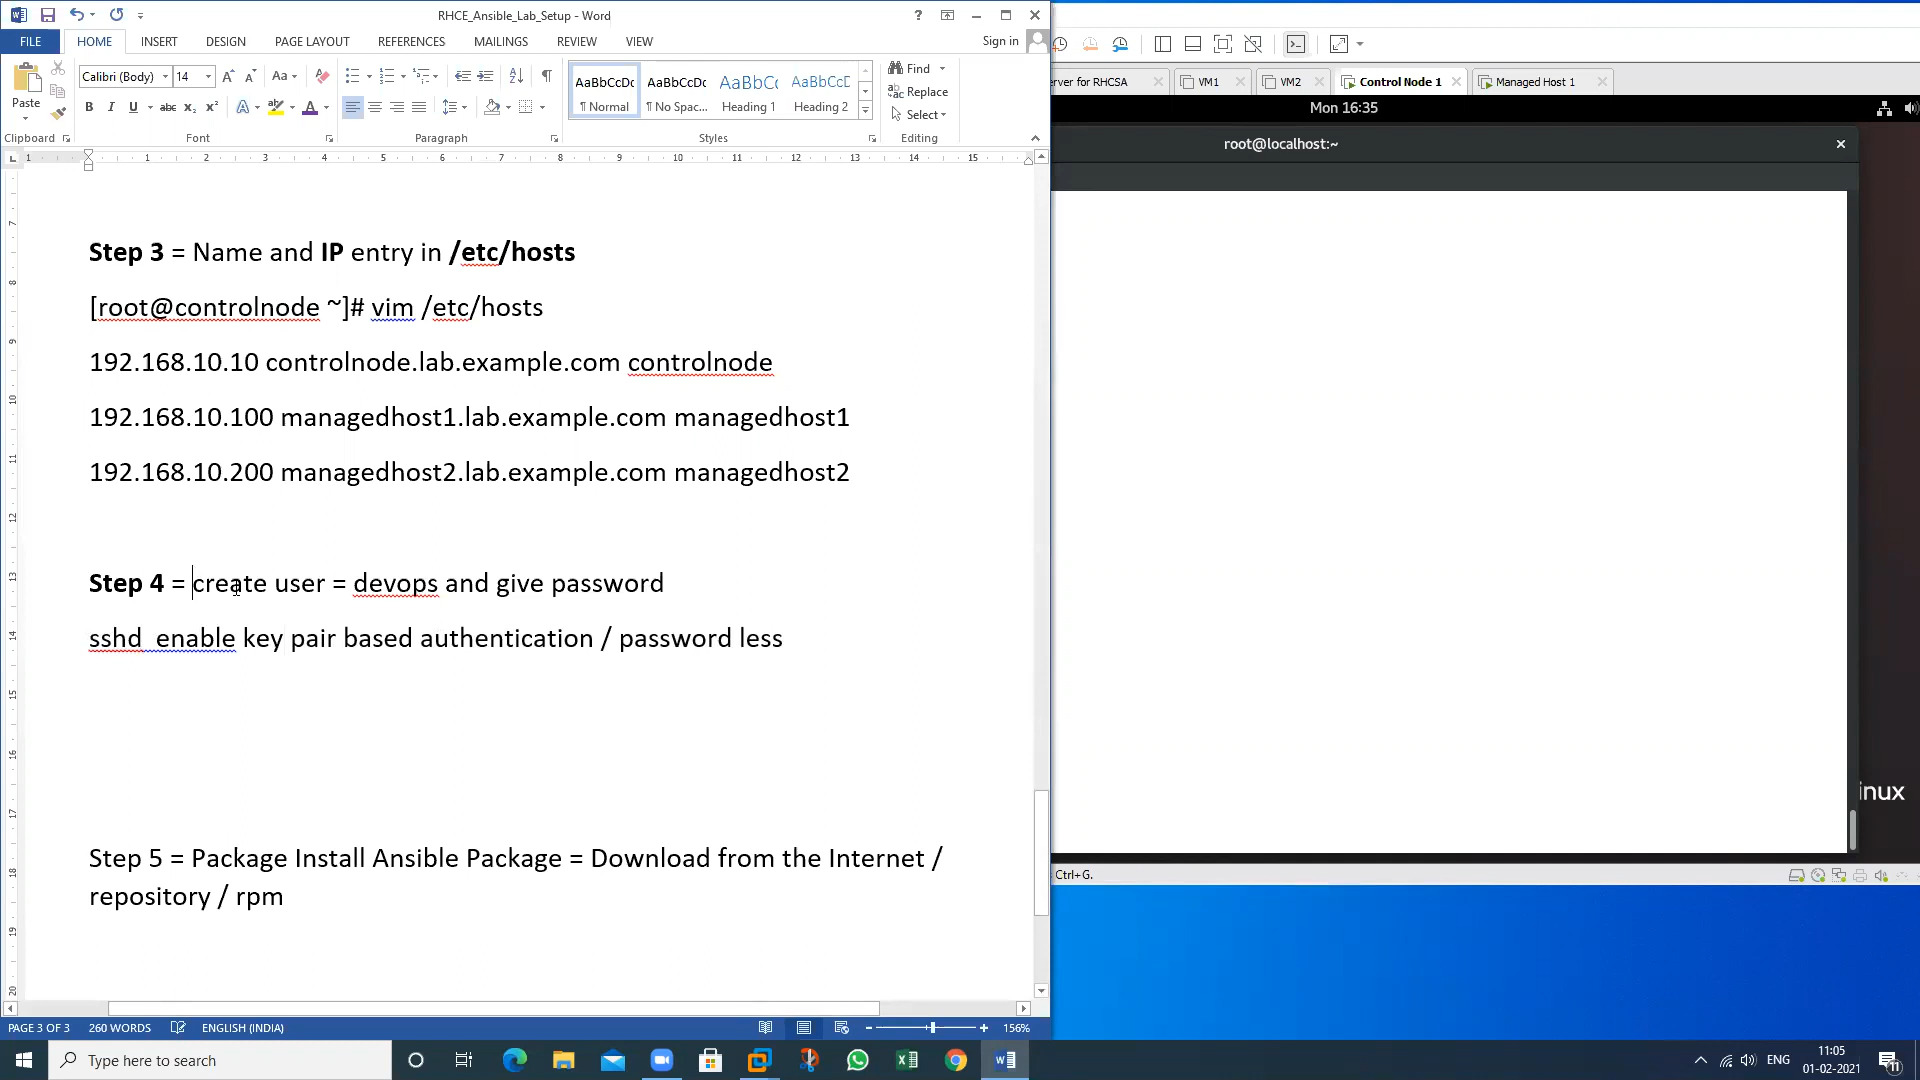 RHCE_Ansible_Lab_Setup - Word
FILE HOME INSERT DESIGN PAGE LAYOUT REFERENCES MAILINGS REVIEW VIEW Sign in
Paste
Calibri (Body) 14
Clipboard Font Paragraph Styles Editing
AaBbCcDc AaBbCcDc AaBbCc AaBbCcD
¶ Normal ¶ No Spac... Heading 1 Heading 2
Find
Replace
Select
Step 3 = Name and IP entry in /etc/hosts
[root@controlnode ~]# vim /etc/hosts
192.168.10.10 controlnode.lab.example.com controlnode
192.168.10.100 managedhost1.lab.example.com managedhost1
192.168.10.200 managedhost2.lab.example.com managedhost2
Step 4 = create user = devops and give password
sshd enable key pair based authentication / password less
Step 5 = Package Install Ansible Package = Download from the Internet /
repository / rpm
PAGE 3 OF 3 260 WORDS ENGLISH (INDIA) 156%
erver for RHCSA VM1 VM2 Control Node 1 Managed Host 1
Mon 16:35
root@localhost:~
inux
Ctrl+G.
Type here to search
ENG
11:05
01-02-2021
11